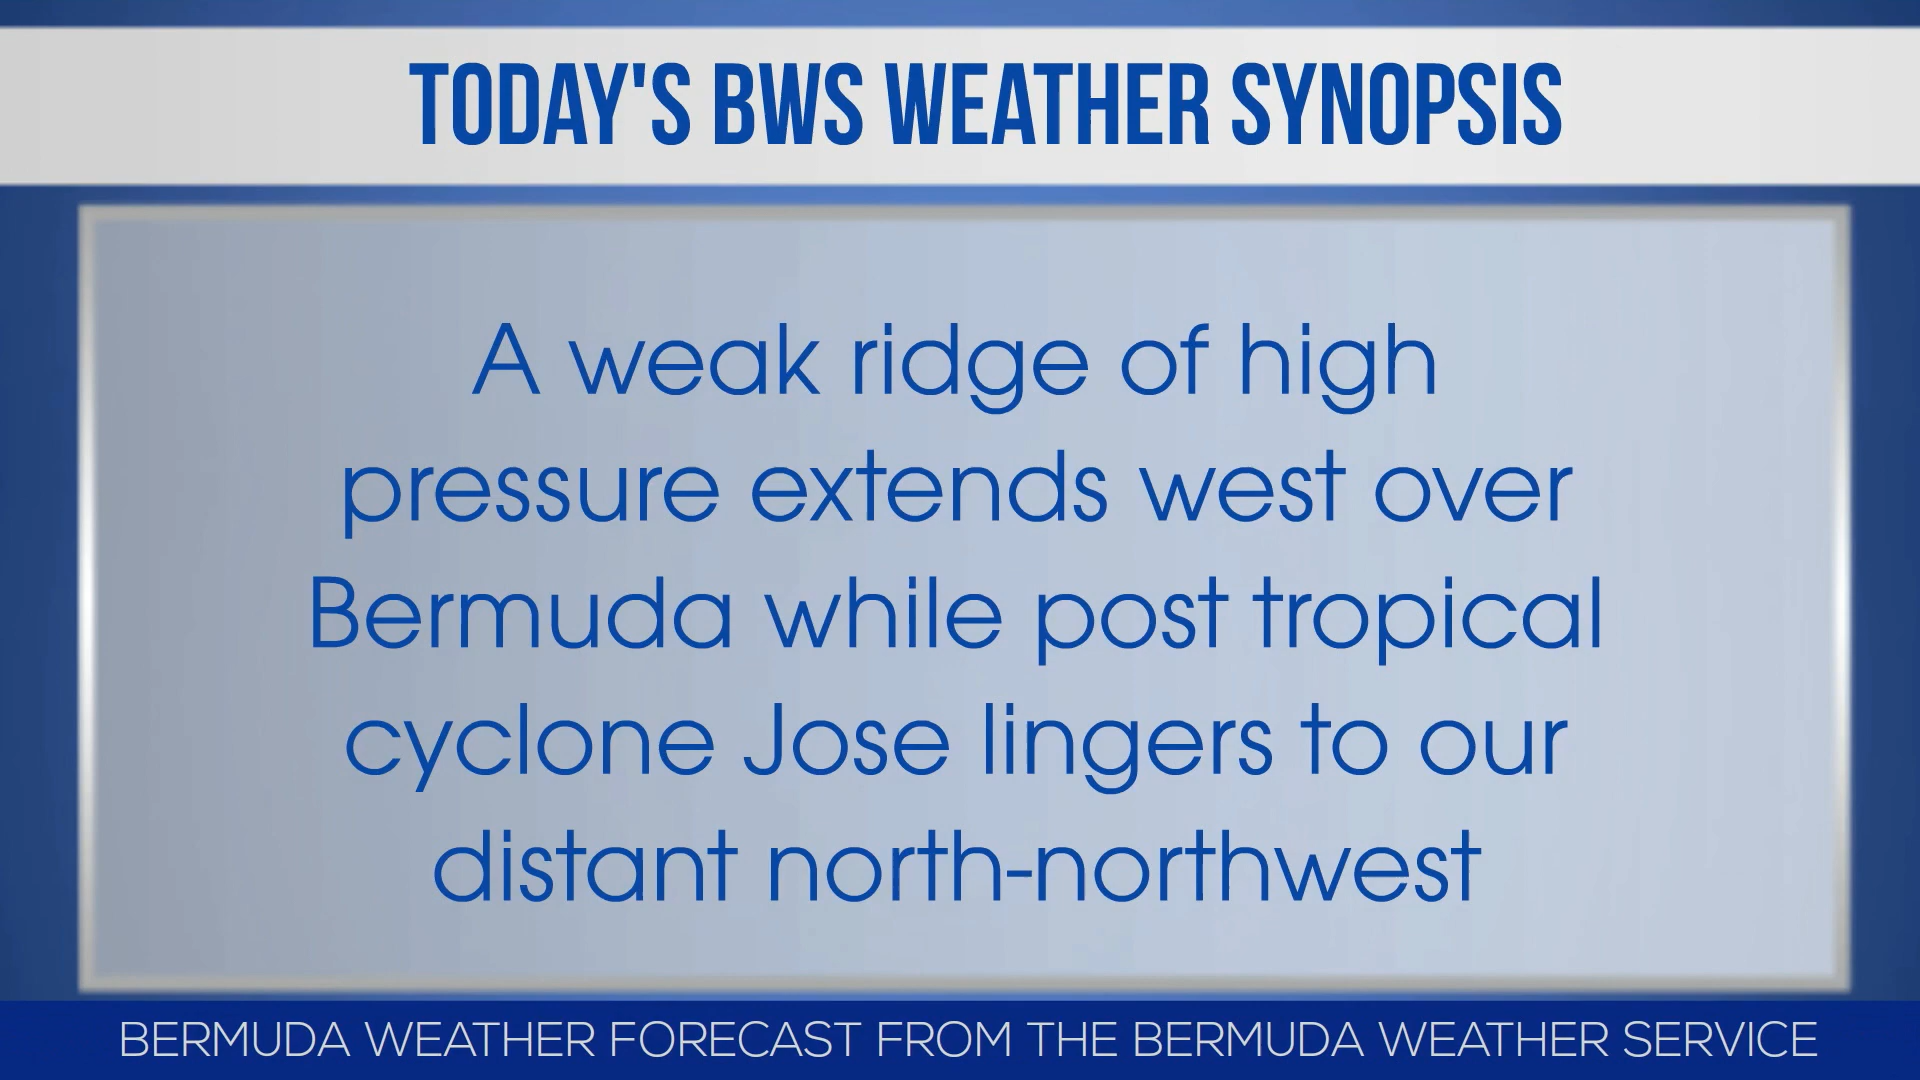 TODAY'S BWS WEATHER SYNOPSIS
A weak ridge of high
pressure extends west over
Bermuda while post tropical
cyclone Jose lingers to our
distant north-northwest
BERMUDA WEATHER FORECAST FROM THE BERMUDA WEATHER SERVICE